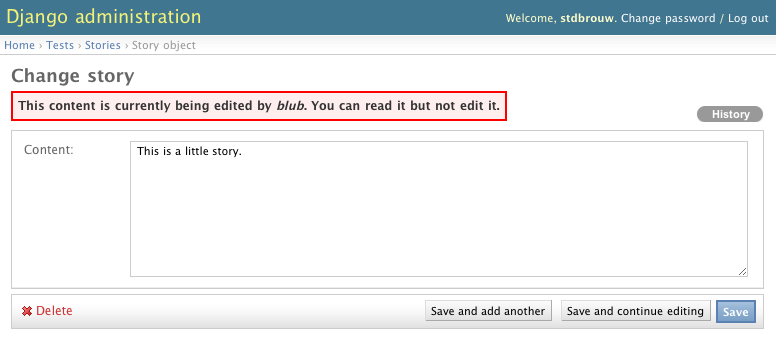 Django administration
Welcome, stdbrouw. Change password / Log out
Home › Tests › Stories › Story object
Change story
This content is currently being edited by blub. You can read it but not edit it.
History
Content:
This is a little story.
Delete
Save and add another
Save and continue editing
Save